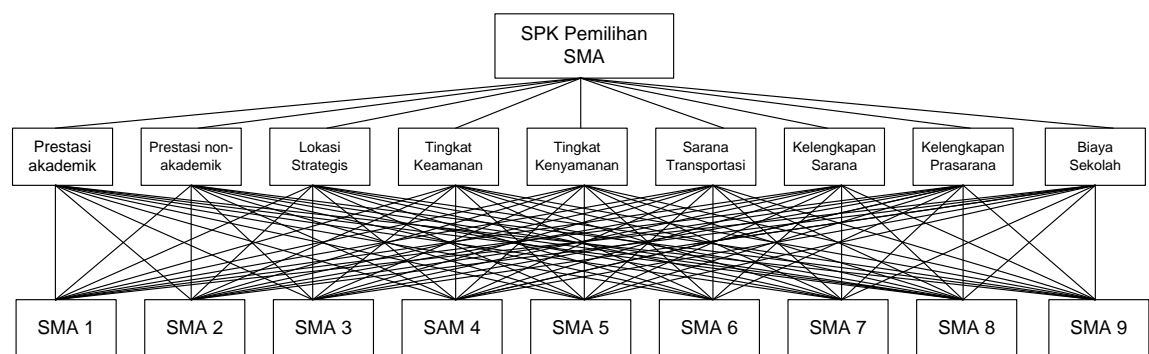 SPK Pemilihan
SMA
Prestasi
akademik
Prestasi non-
akademik
Lokasi
Strategis
Tingkat
Keamanan
Tingkat
Kenyamanan
Sarana
Transportasi
Kelengkapan
Sarana
Kelengkapan
Prasarana
Biaya
Sekolah
SMA 1
SMA 2
SMA 3
SAM 4
SMA 5
SMA 6
SMA 7
SMA 8
SMA 9